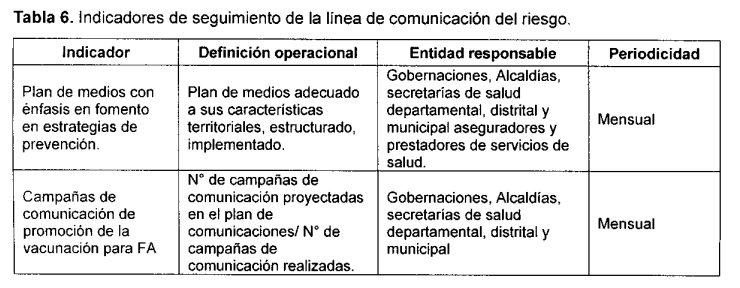 Tabla 6. Indicadores de seguimiento de la línea de comunicación del riesgo.
Indicador
Definición operacional
Entidad responsable
Periodicidad
Plan de medios con
énfasis en fomento
en estrategias de
prevención.
Plan de medios adecuado
a sus características
territoriales, estructurado,
implementado.
Gobernaciones, Alcaldías,
secretarías de salud
departamental, distrital y
municipal aseguradores y
prestadores de servicios de
salud.
Mensual
Campañas de
comunicación de
promoción de la
vacunación para FA
N° de campañas de
comunicación proyectadas
en el plan de
comunicaciones/ N° de
campañas de
comunicación realizadas.
Gobernaciones, Alcaldías,
secretarías de salud
departamental, distrital y
municipal
Mensual